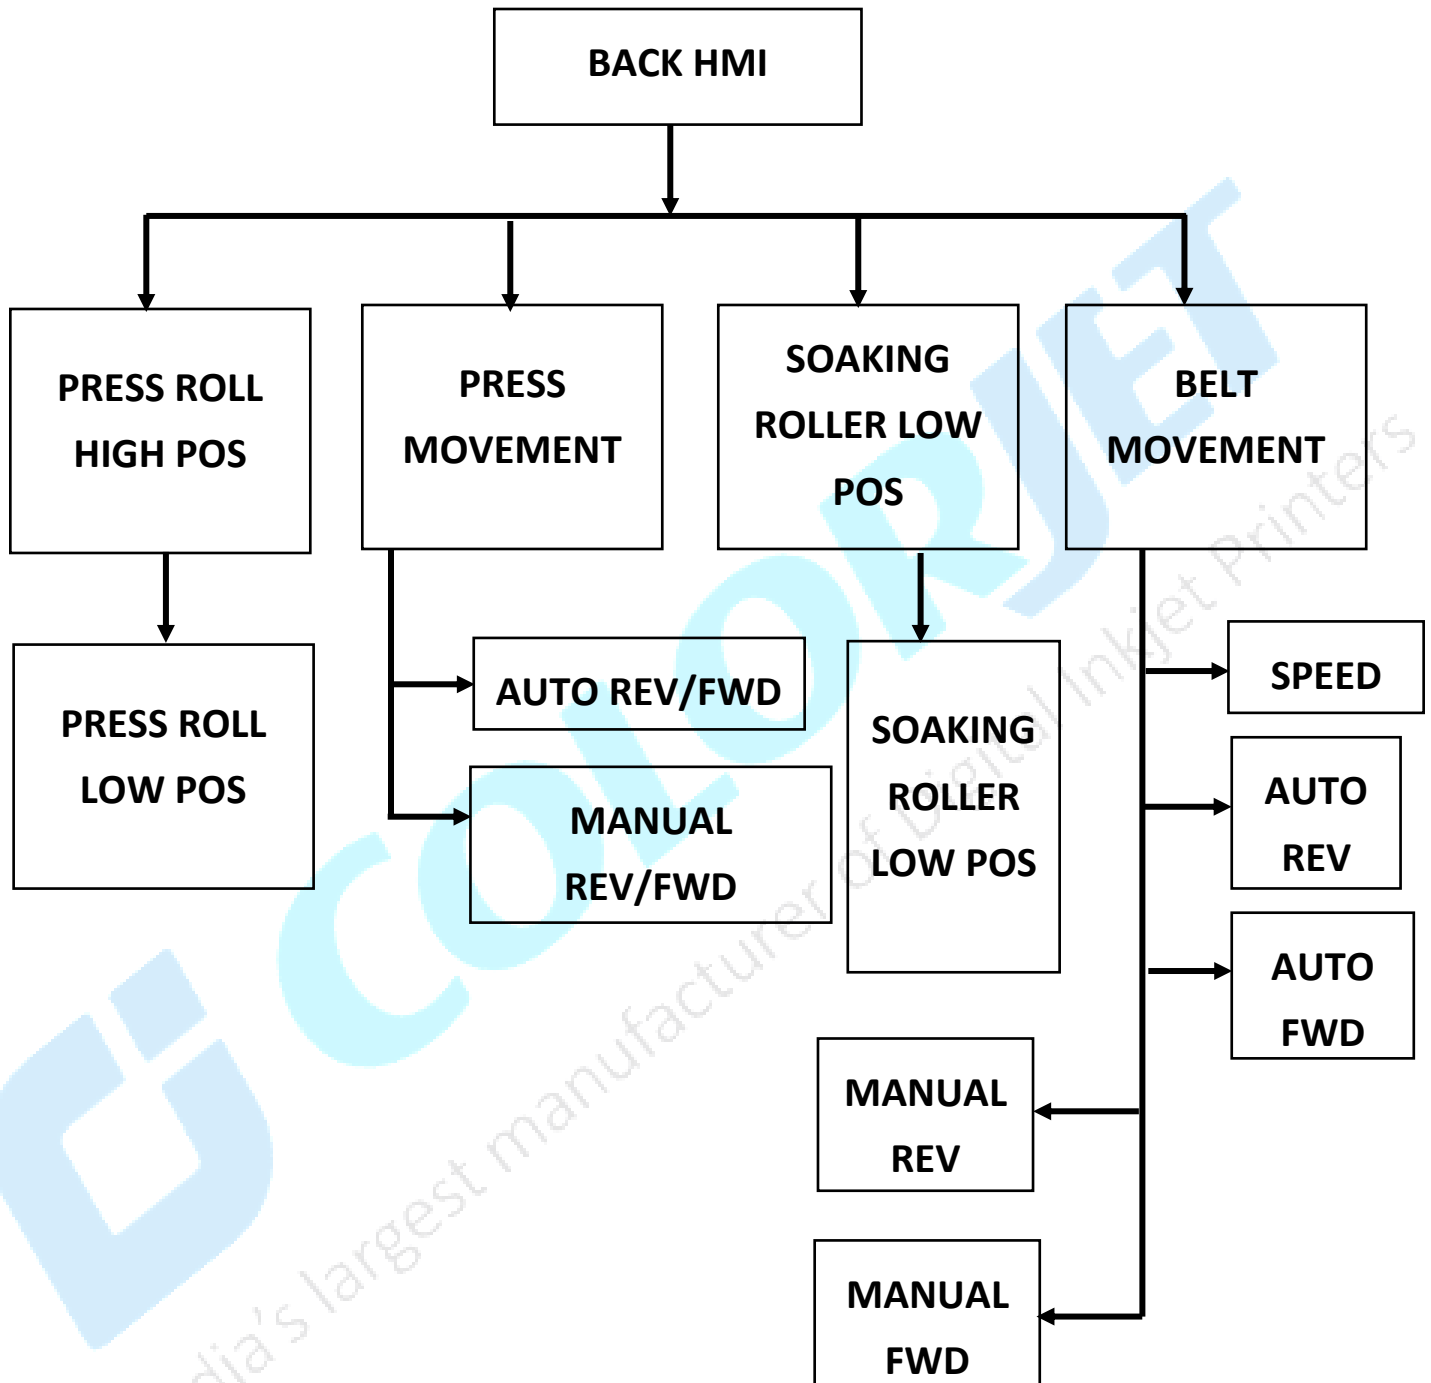 BACK HMI
PRESS ROLL
HIGH POS
PRESS
MOVEMENT
SOAKING
ROLLER LOW
POS
BELT
MOVEMENT
PRESS ROLL
LOW POS
AUTO REV/FWD
MANUAL
REV/FWD
SOAKING
ROLLER
LOW POS
SPEED
AUTO
REV
AUTO
FWD
MANUAL
REV
MANUAL
FWD
COLORJET
largest manufacturer of Digital Inkjet Printers